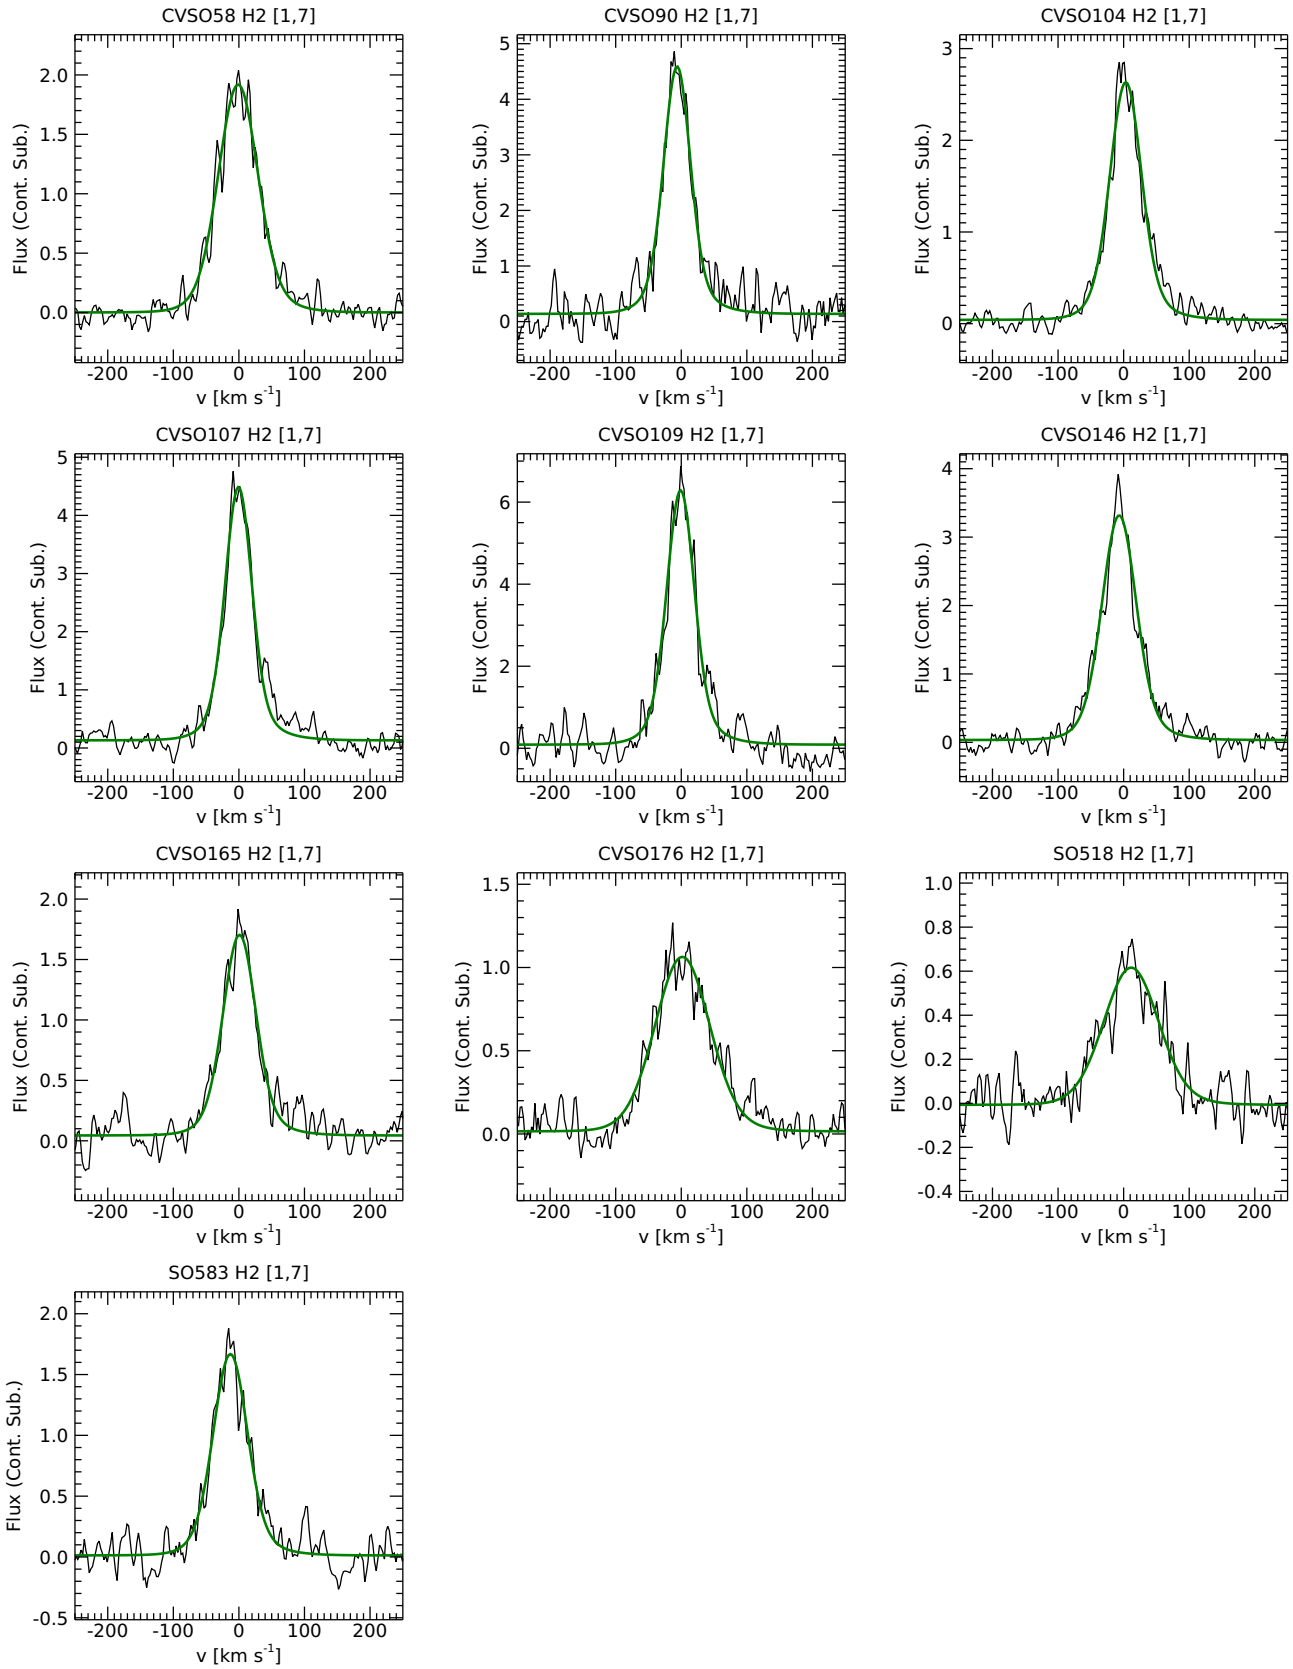 CVSO58 H2 [1,7]
Flux (Cont. Sub.)
2.0
1.5
1.0
0.5
0.0
-200 -100 0 100 200
v [km s-1]
CVSO90 H2 [1,7]
Flux (Cont. Sub.)
5
4
3
2
1
0
-200 -100 0 100 200
v [km s-1]
CVSO104 H2 [1,7]
Flux (Cont. Sub.)
3
2
1
0
-200 -100 0 100 200
v [km s-1]
CVSO107 H2 [1,7]
Flux (Cont. Sub.)
5
4
3
2
1
0
-200 -100 0 100 200
v [km s-1]
CVSO109 H2 [1,7]
Flux (Cont. Sub.)
6
4
2
0
-200 -100 0 100 200
v [km s-1]
CVSO146 H2 [1,7]
Flux (Cont. Sub.)
4
3
2
1
0
-200 -100 0 100 200
v [km s-1]
CVSO165 H2 [1,7]
Flux (Cont. Sub.)
2.0
1.5
1.0
0.5
0.0
-200 -100 0 100 200
v [km s-1]
CVSO176 H2 [1,7]
Flux (Cont. Sub.)
1.5
1.0
0.5
0.0
-200 -100 0 100 200
v [km s-1]
SO518 H2 [1,7]
Flux (Cont. Sub.)
1.0
0.8
0.6
0.4
0.2
0.0
-0.2
-0.4
-200 -100 0 100 200
v [km s-1]
SO583 H2 [1,7]
Flux (Cont. Sub.)
2.0
1.5
1.0
0.5
0.0
-0.5
-200 -100 0 100 200
v [km s-1]